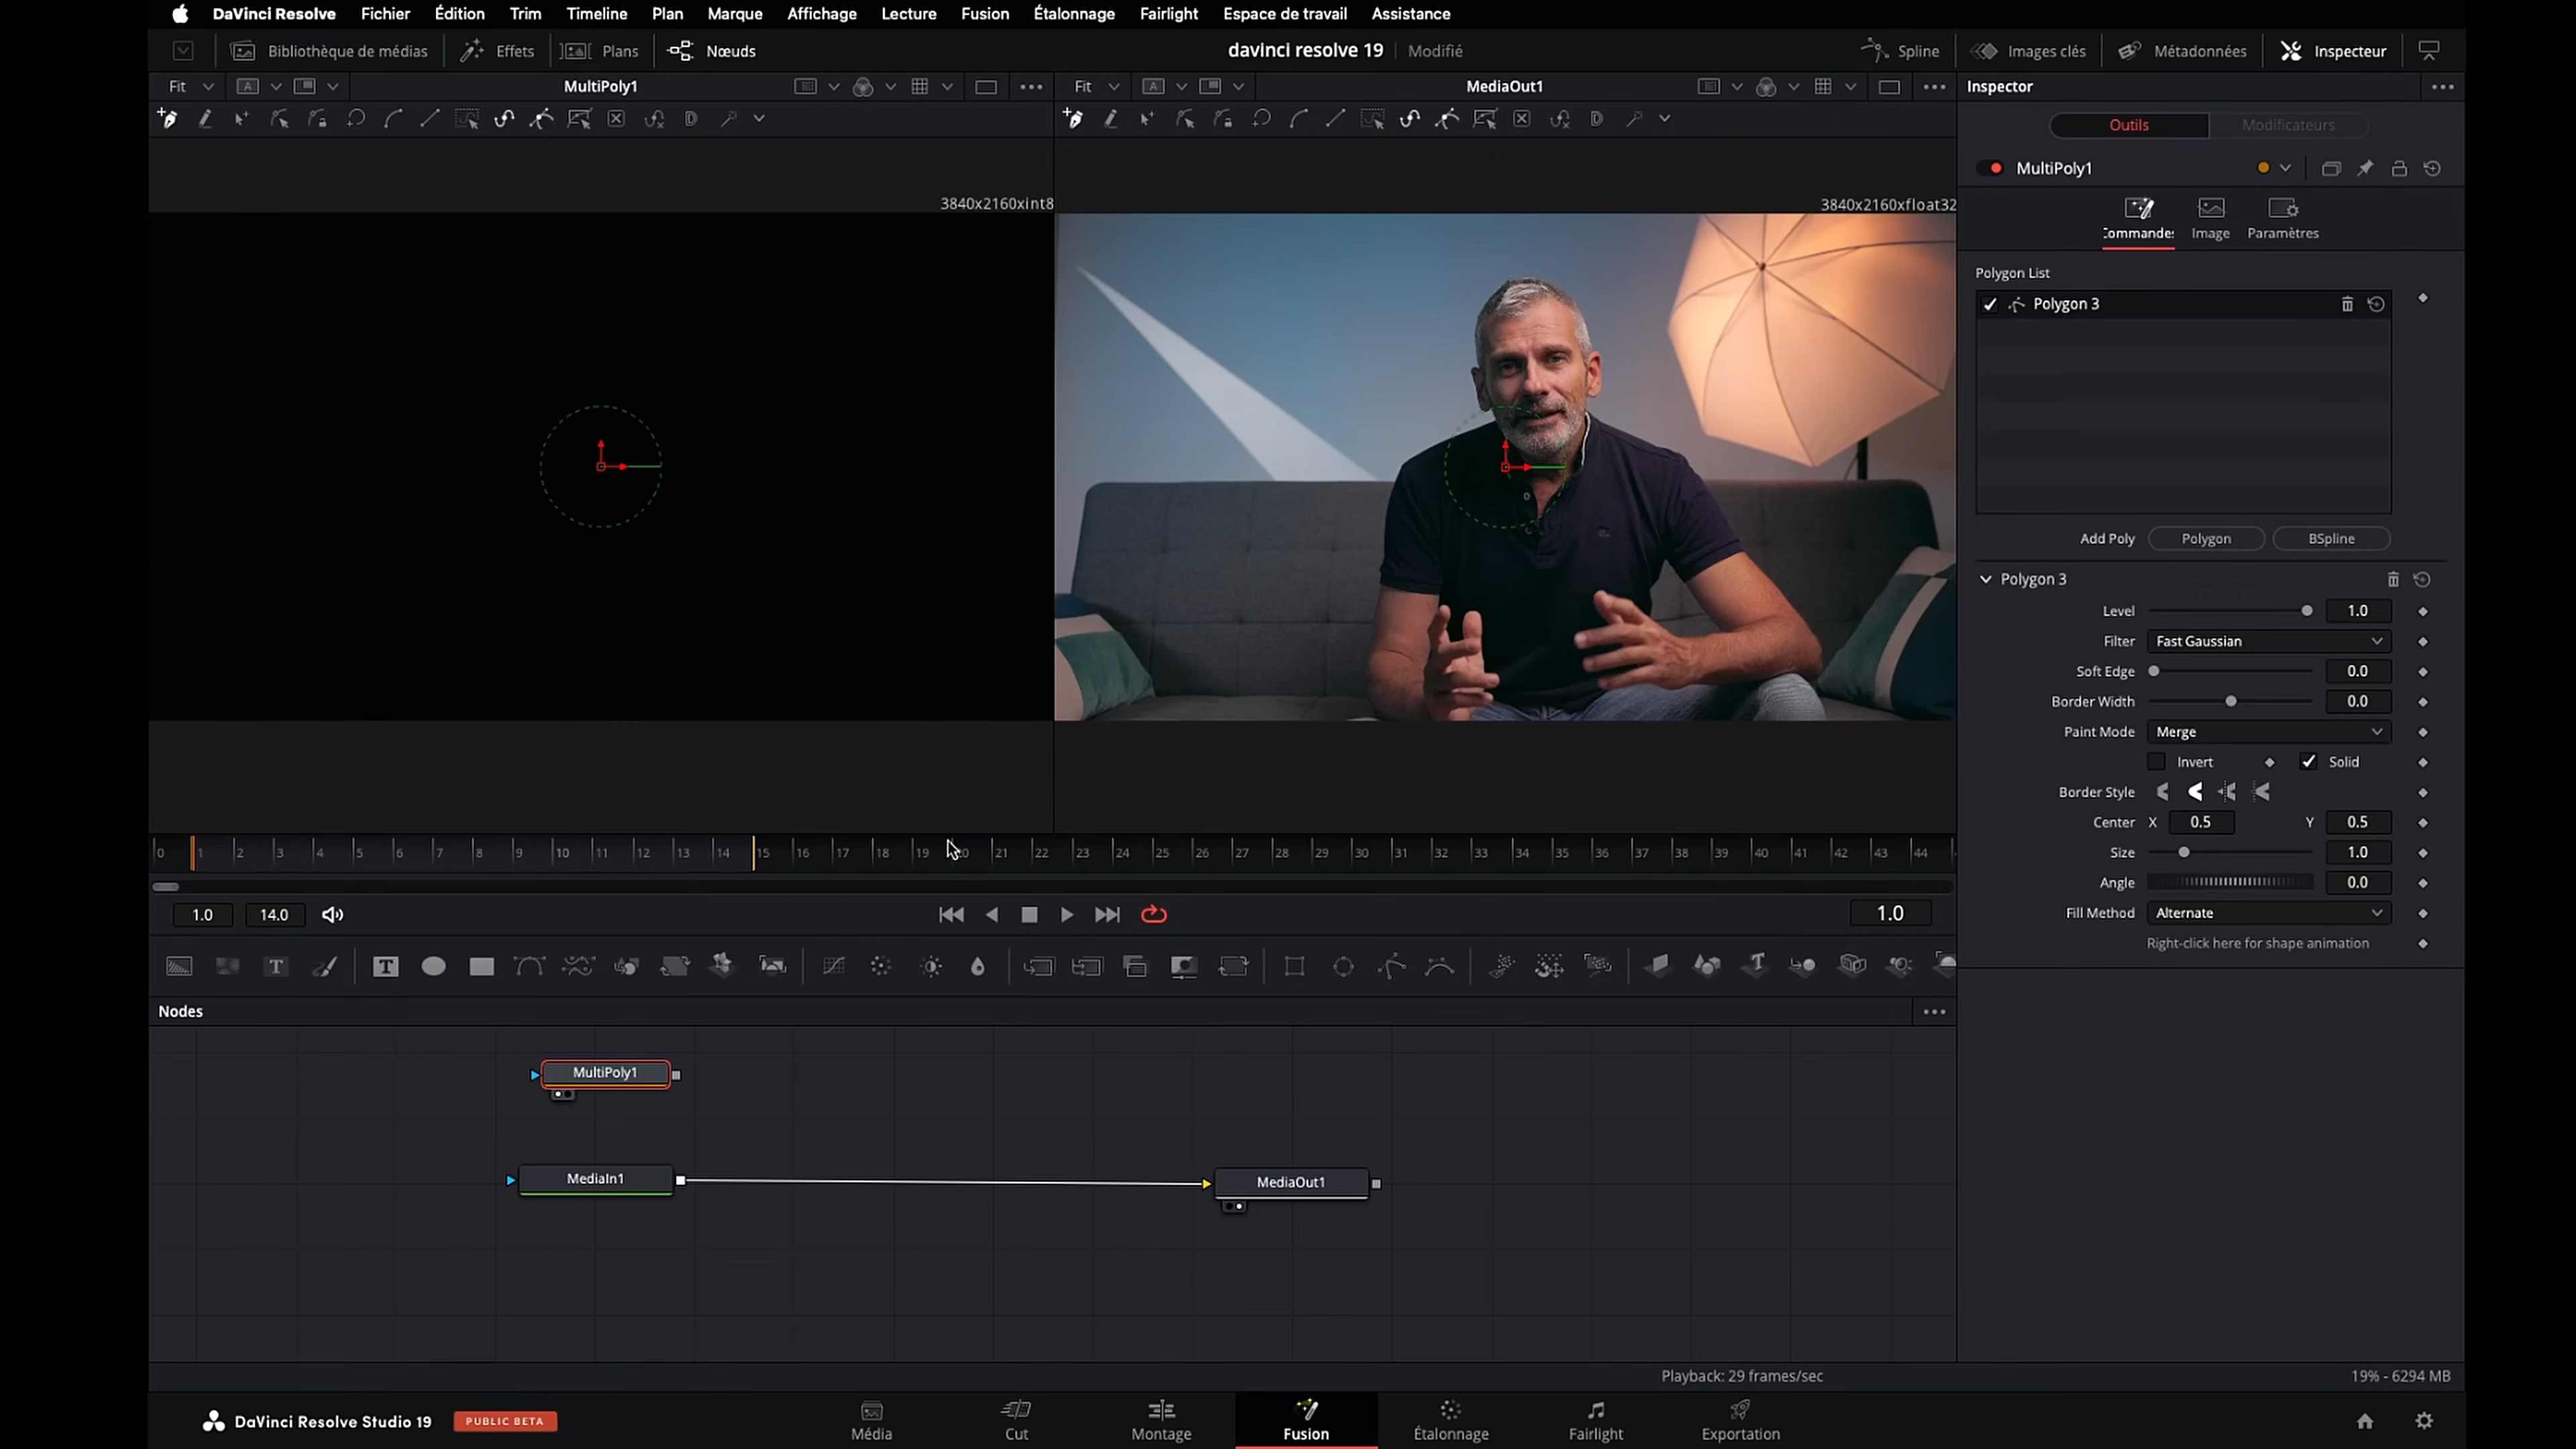 DaVinci Resolve Fichier Édition Trim Timeline Plan Marque Affichage Lecture Fusion Étalonnage Fairlight Espace de travail Assistance
Bibliothèque de médias Effets Plans Nœuds davinci resolve 19 Modifié Spline Images clés Métadonnées Inspecteur
Fit A MultiPoly1 Fit A MediaOut1 Inspector
Outils Modificateurs
MultiPoly1
3840x2160xint8 3840x2160xfloat32
Commandes Image Paramètres
Polygon List
Polygon 3
Add Poly Polygon BSpline
Polygon 3
Level 1.0
Filter Fast Gaussian
Soft Edge 0.0
Border Width 0.0
Paint Mode Merge
Invert Solid
Border Style
Center X 0.5 Y 0.5
Size 1.0
Angle 0.0
Fill Method Alternate
Right-click here for shape animation
0 1 2 3 4 5 6 7 8 9 10 11 12 13 14 15 16 17 18 19 20 21 22 23 24 25 26 27 28 29 30 31 32 33 34 35 36 37 38 39 40 41 42 43 44
1.0 14.0 1.0
Nodes
MultiPoly1
MediaIn1 MediaOut1
Playback: 29 frames/sec 19% - 6294 MB
DaVinci Resolve Studio 19 PUBLIC BETA
Média Cut Montage Fusion Étalonnage Fairlight Exportation